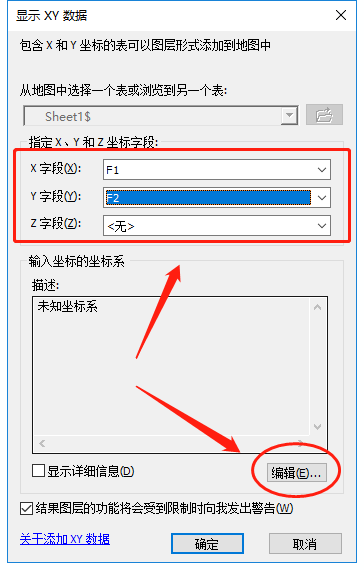 显示 XY 数据
包含 X 和 Y 坐标的表可以图层形式添加到地图中
从地图中选择一个表或浏览到另一个表:
Sheet1$
指定 X、Y 和 Z 坐标字段:
X 字段(X): F1
Y 字段(Y): F2
Z 字段(Z): <无>
输入坐标的坐标系
描述:
未知坐标系
显示详细信息(D) 编辑(E)...
结果图层的功能将会受到限制时向我发出警告(W)
关于添加 XY 数据 确定 取消